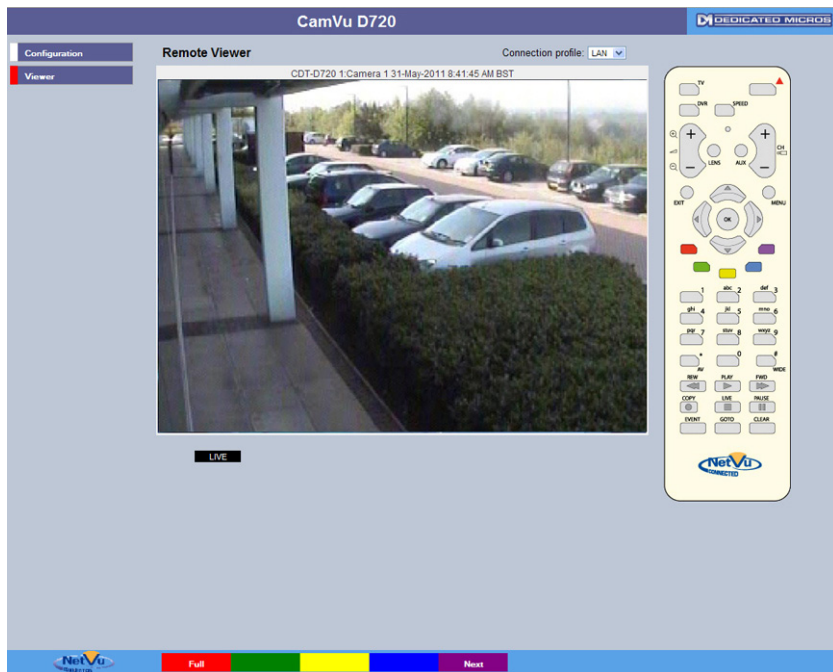 CamVu D720
DEDICATED MICROS
Configuration
Viewer
Remote Viewer
Connection profile: LAN
CDT-D720 1:Camera 1 31-May-2011 8:41:45 AM BST
TV
DVR
SPEED
+ +
LENS AUX
CH
- -
EXIT
MENU
OK
1 abc 2 def 3
ghi 4 jkl 5 mno 6
pqr 7 stuv 8 wxyz 9
* 0 #
AV WIDE
REW PLAY FWD
COPY LIVE PAUSE
EVENT GOTO CLEAR
NetVu
CONNECTED
LIVE
NetVu
Full
Next